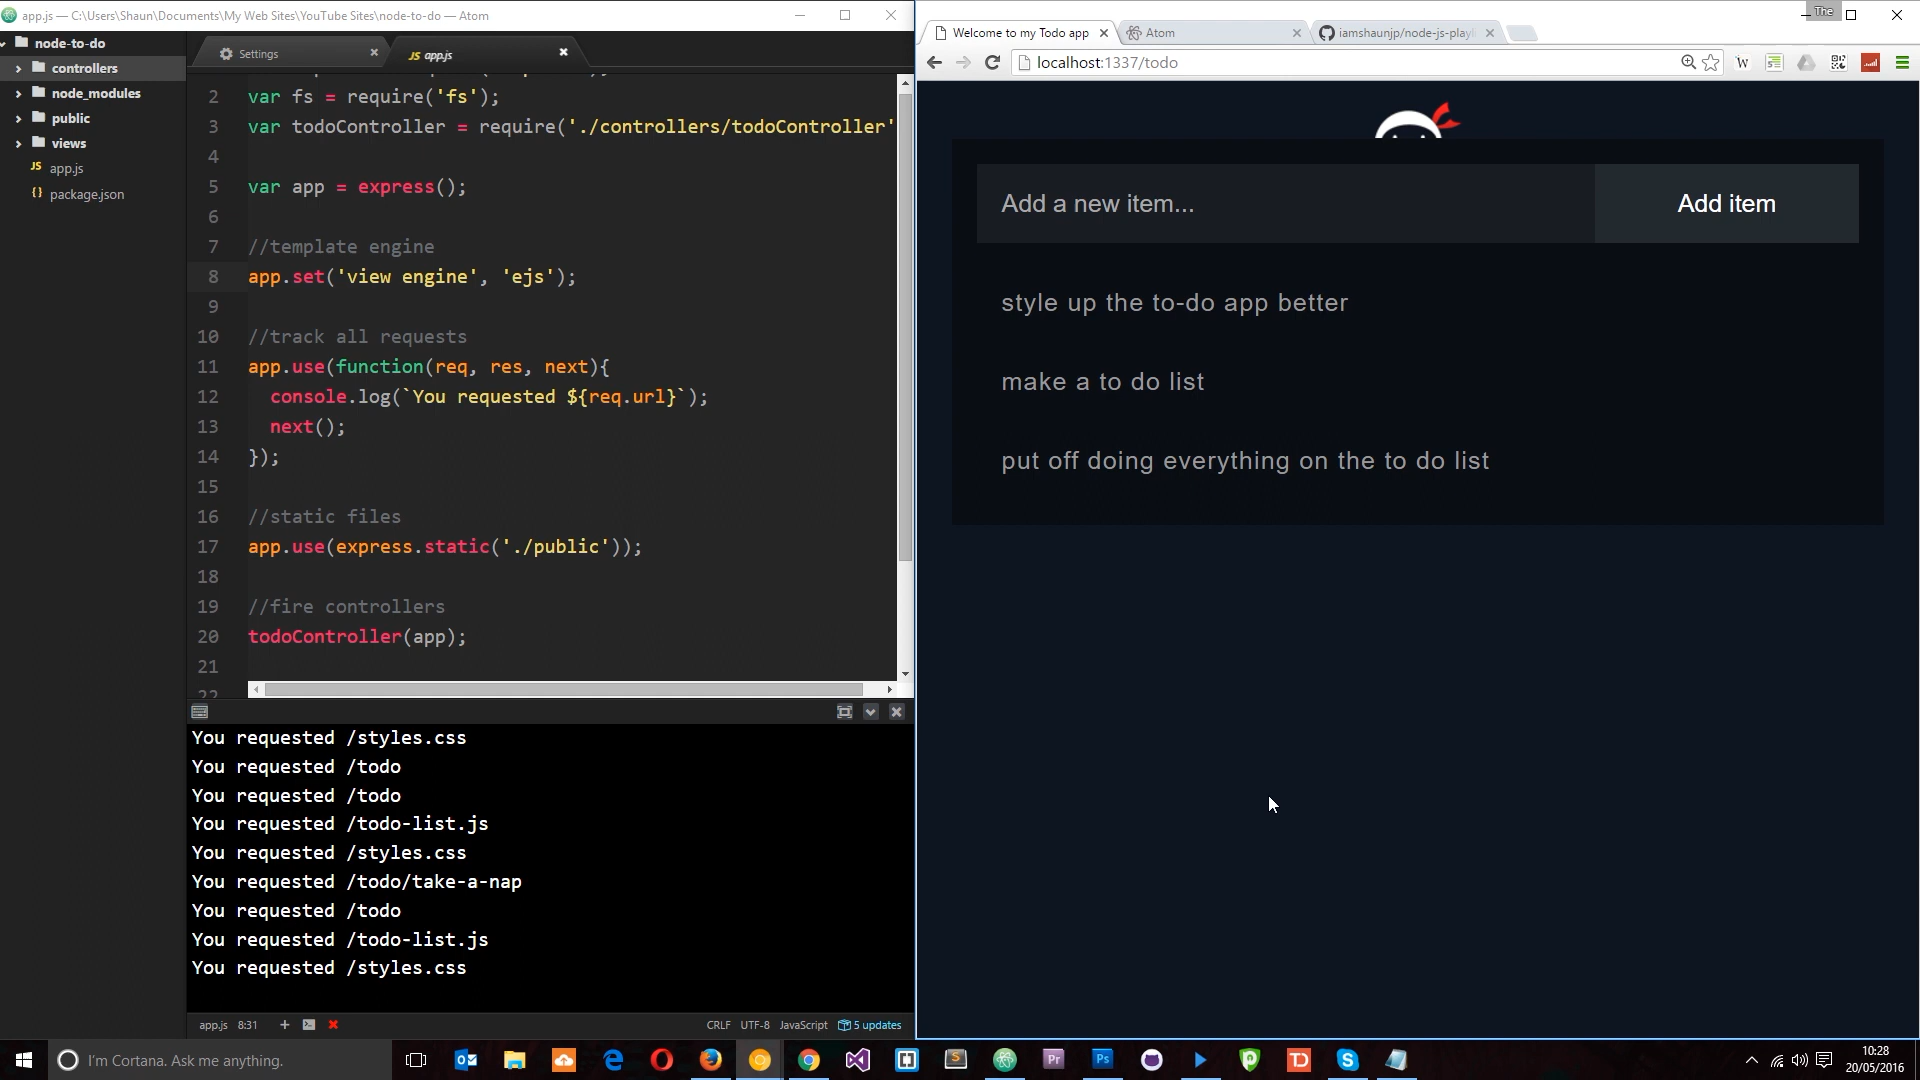 app.js — C:\Users\Shaun\Documents\My Web Sites\YouTube Sites\node-to-do — Atom
node-to-do
controllers
node_modules
public
views
JS app.js
{} package.json
Settings
JS app.js
2 var fs = require('fs');
3 var todoController = require('./controllers/todoController'
4
5 var app = express();
6
7 //template engine
8 app.set('view engine', 'ejs');
9
10 //track all requests
11 app.use(function(req, res, next){
12 console.log(`You requested ${req.url}`);
13 next();
14 });
15
16 //static files
17 app.use(express.static('./public'));
18
19 //fire controllers
20 todoController(app);
21
22
You requested /styles.css
You requested /todo
You requested /todo
You requested /todo-list.js
You requested /styles.css
You requested /todo/take-a-nap
You requested /todo
You requested /todo-list.js
You requested /styles.css
app.js 8:31
CRLF UTF-8 JavaScript 5 updates
The
Welcome to my Todo app
Atom
iamshaunjp/node-js-playl
localhost:1337/todo
W
Add a new item...
Add item
style up the to-do app better
make a to do list
put off doing everything on the to do list
I'm Cortana. Ask me anything.
S
Pr
Ps
TD
S
10:28
20/05/2016